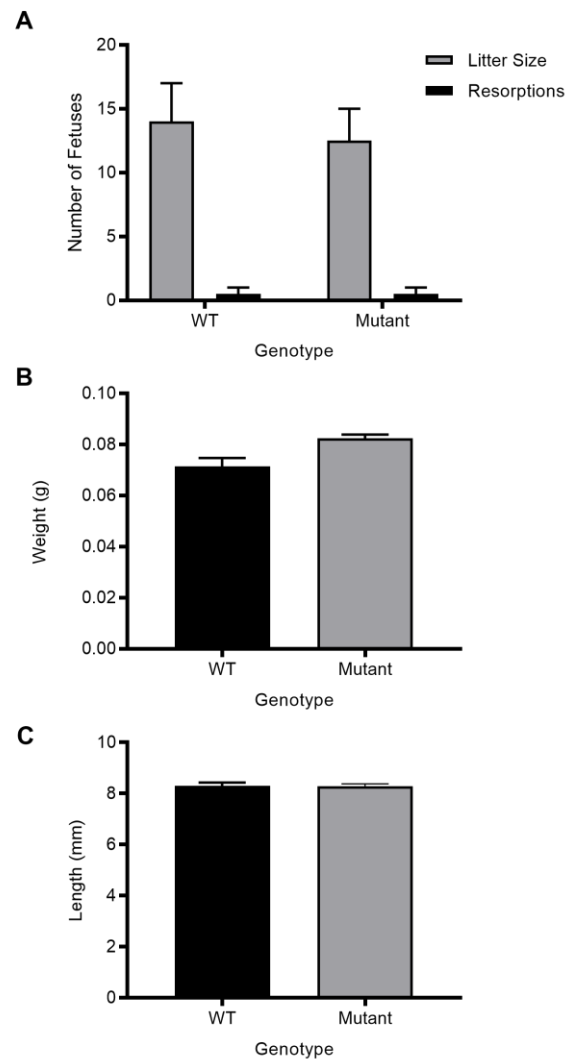 A
20
15
10
5
0
Number of Fetuses
Litter Size
Resorptions
WT Mutant
Genotype
B
0.10
0.08
0.06
0.04
0.02
0.00
Weight (g)
WT Mutant
Genotype
C
10
8
6
4
2
0
Length (mm)
WT Mutant
Genotype